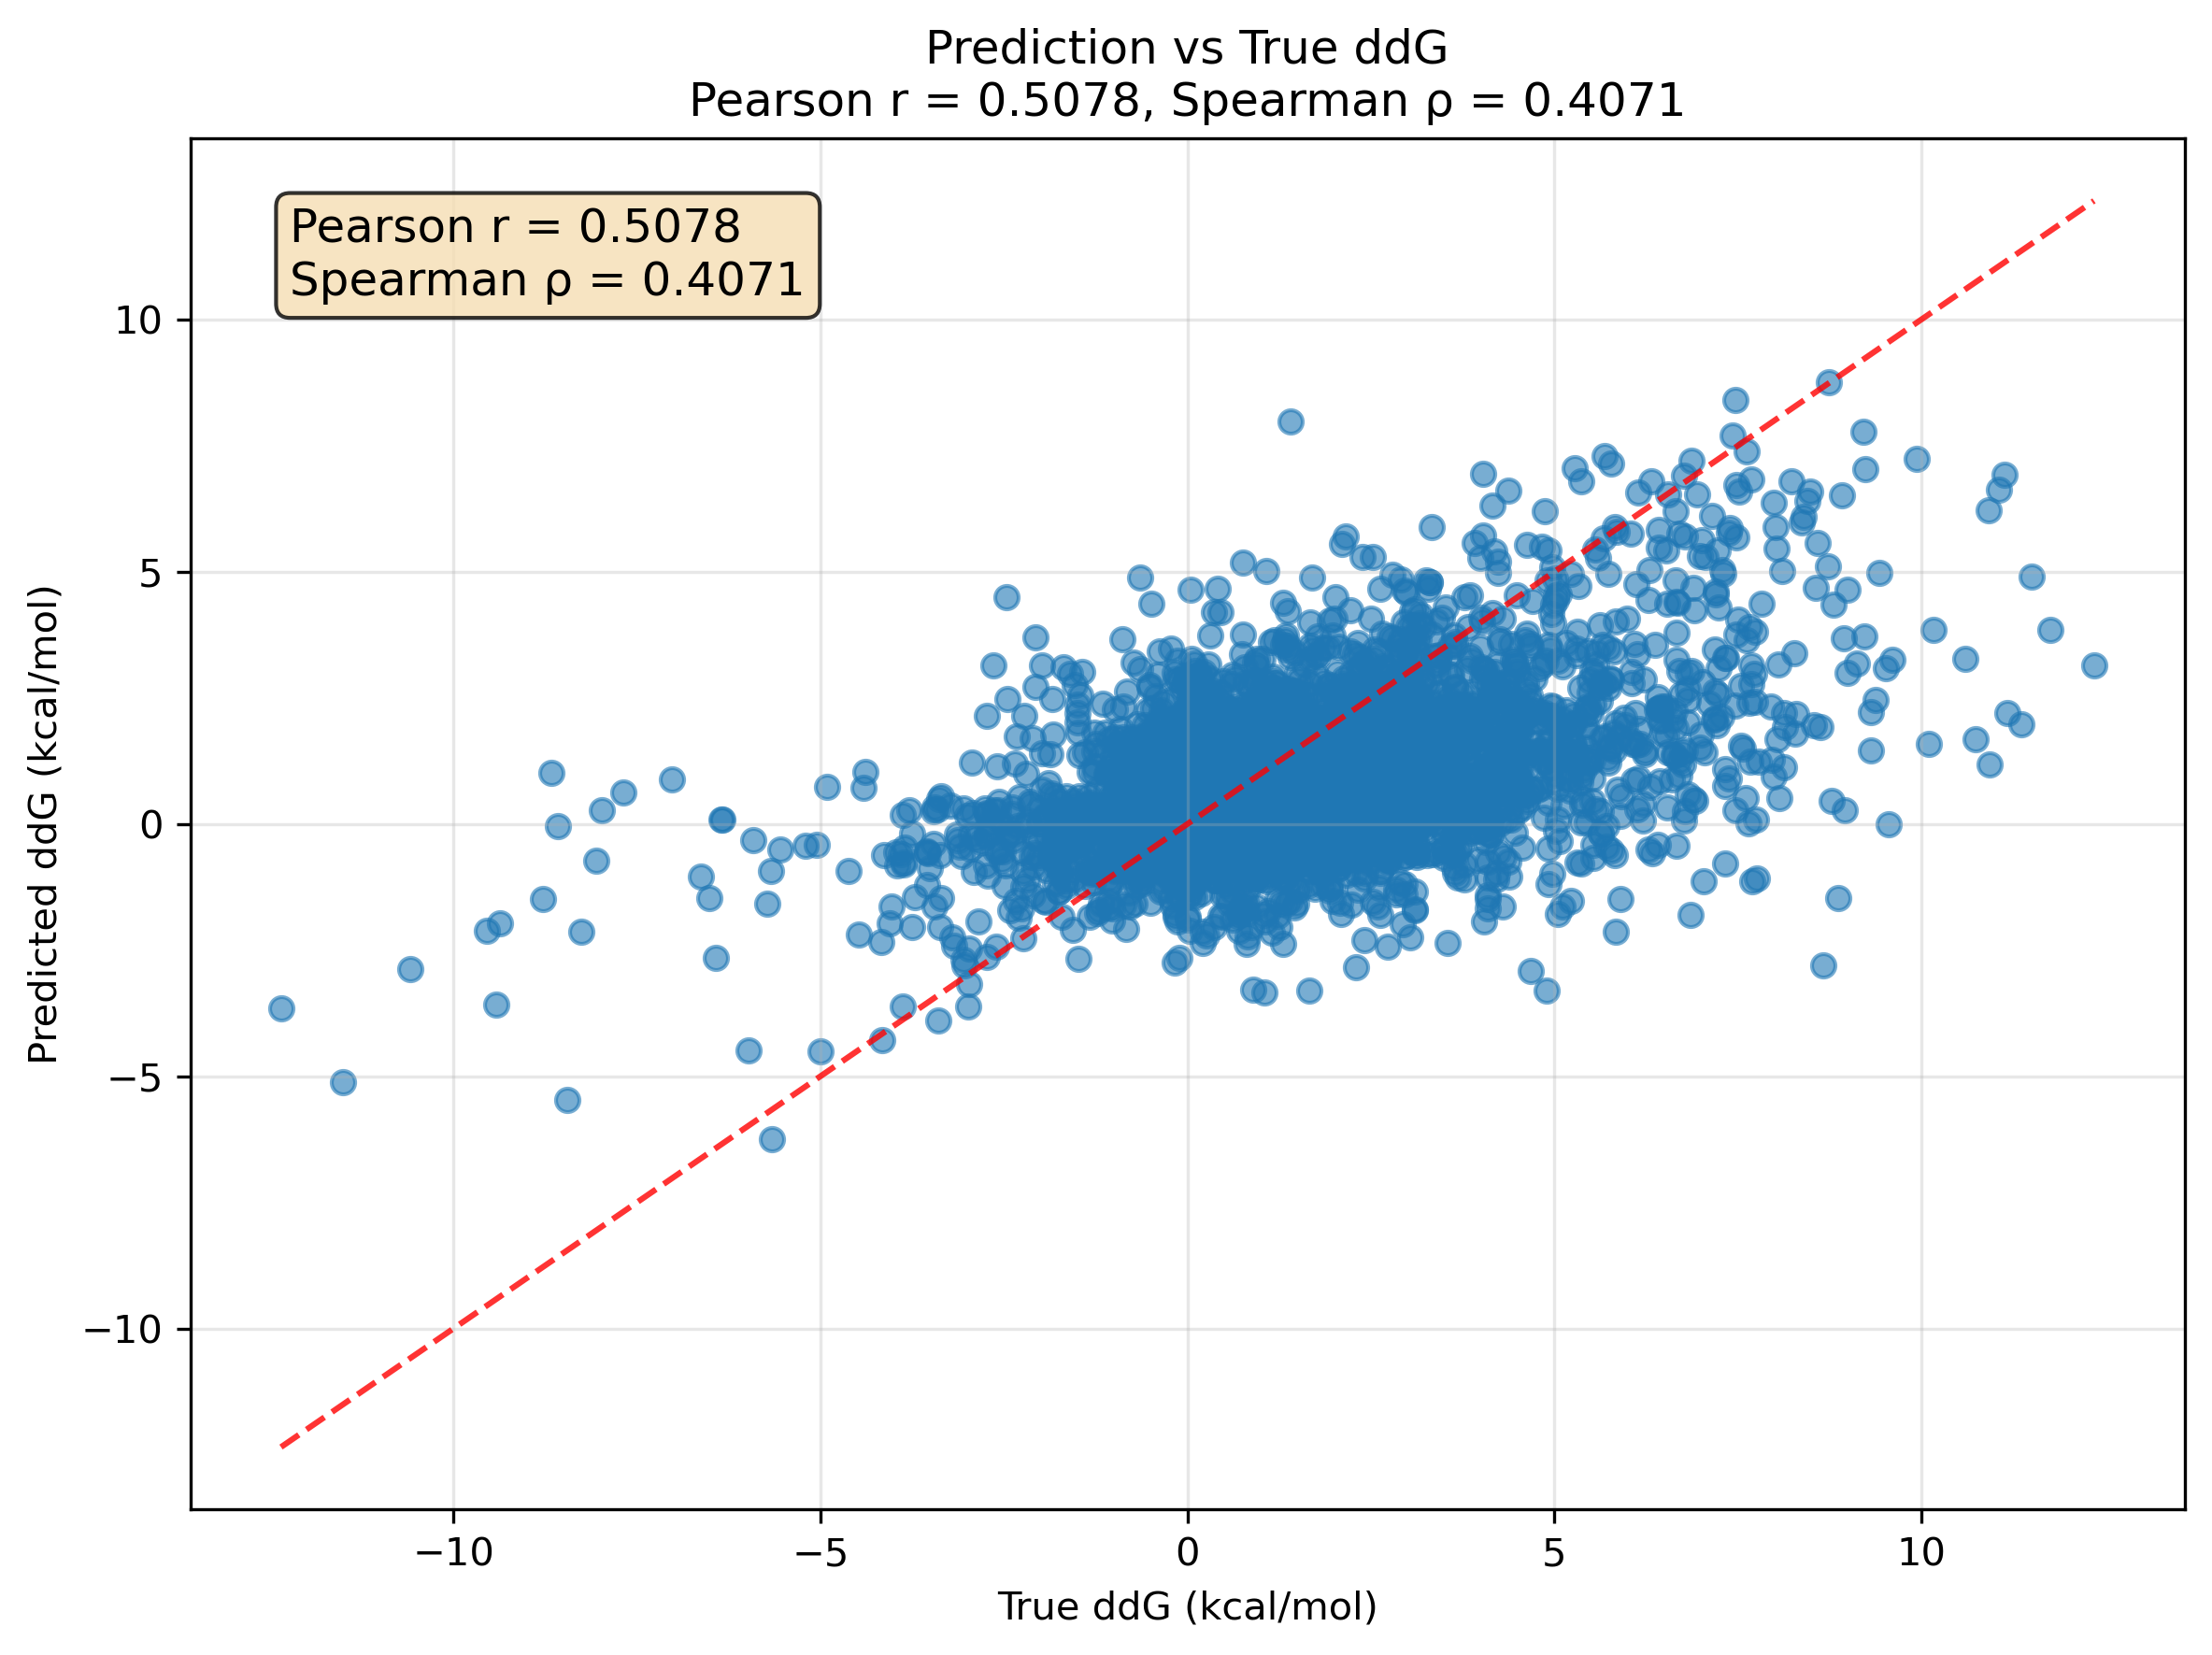 Prediction vs True ddG
Pearson r = 0.5078, Spearman ρ = 0.4071
Pearson r = 0.5078
Spearman ρ = 0.4071
10
5
0
−5
−10
Predicted ddG (kcal/mol)
−10
−5
0
5
10
True ddG (kcal/mol)